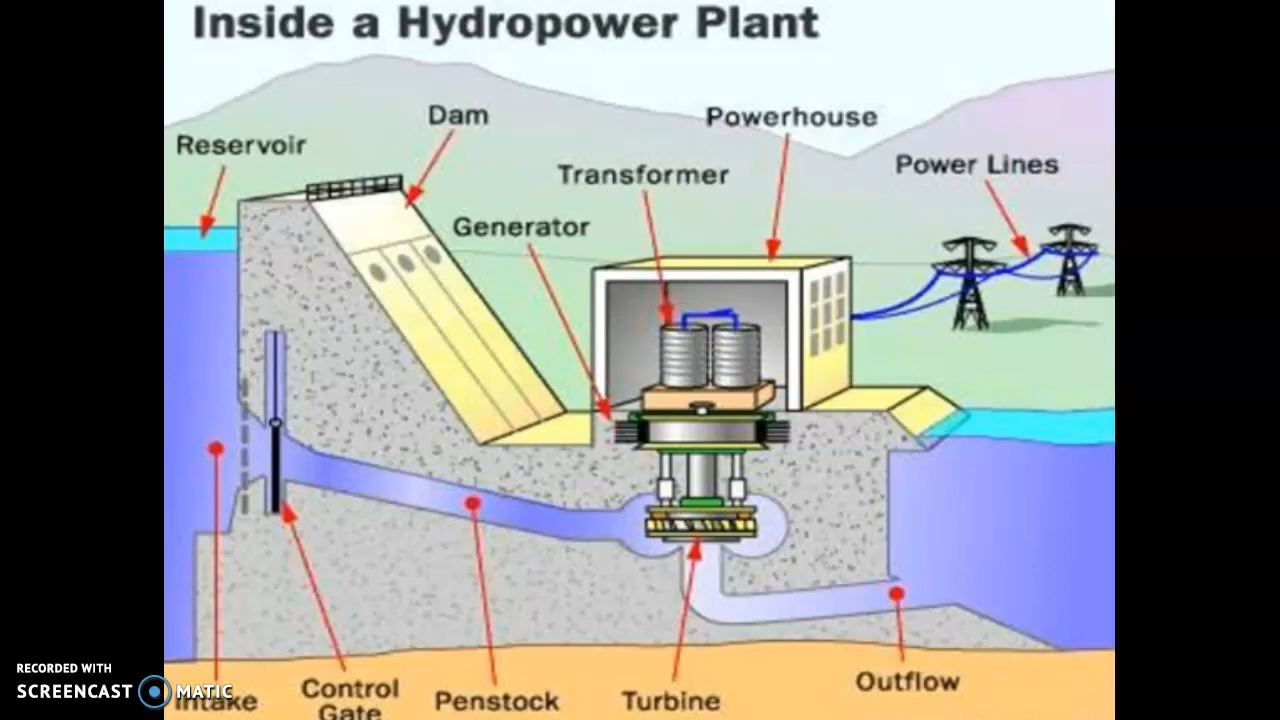 Inside a Hydropower Plant
Dam
Powerhouse
Reservoir
Power Lines
Transformer
Generator
RECORDED WITH
SCREENCAST MATIC
Intake
Control
Gate
Penstock
Turbine
Outflow